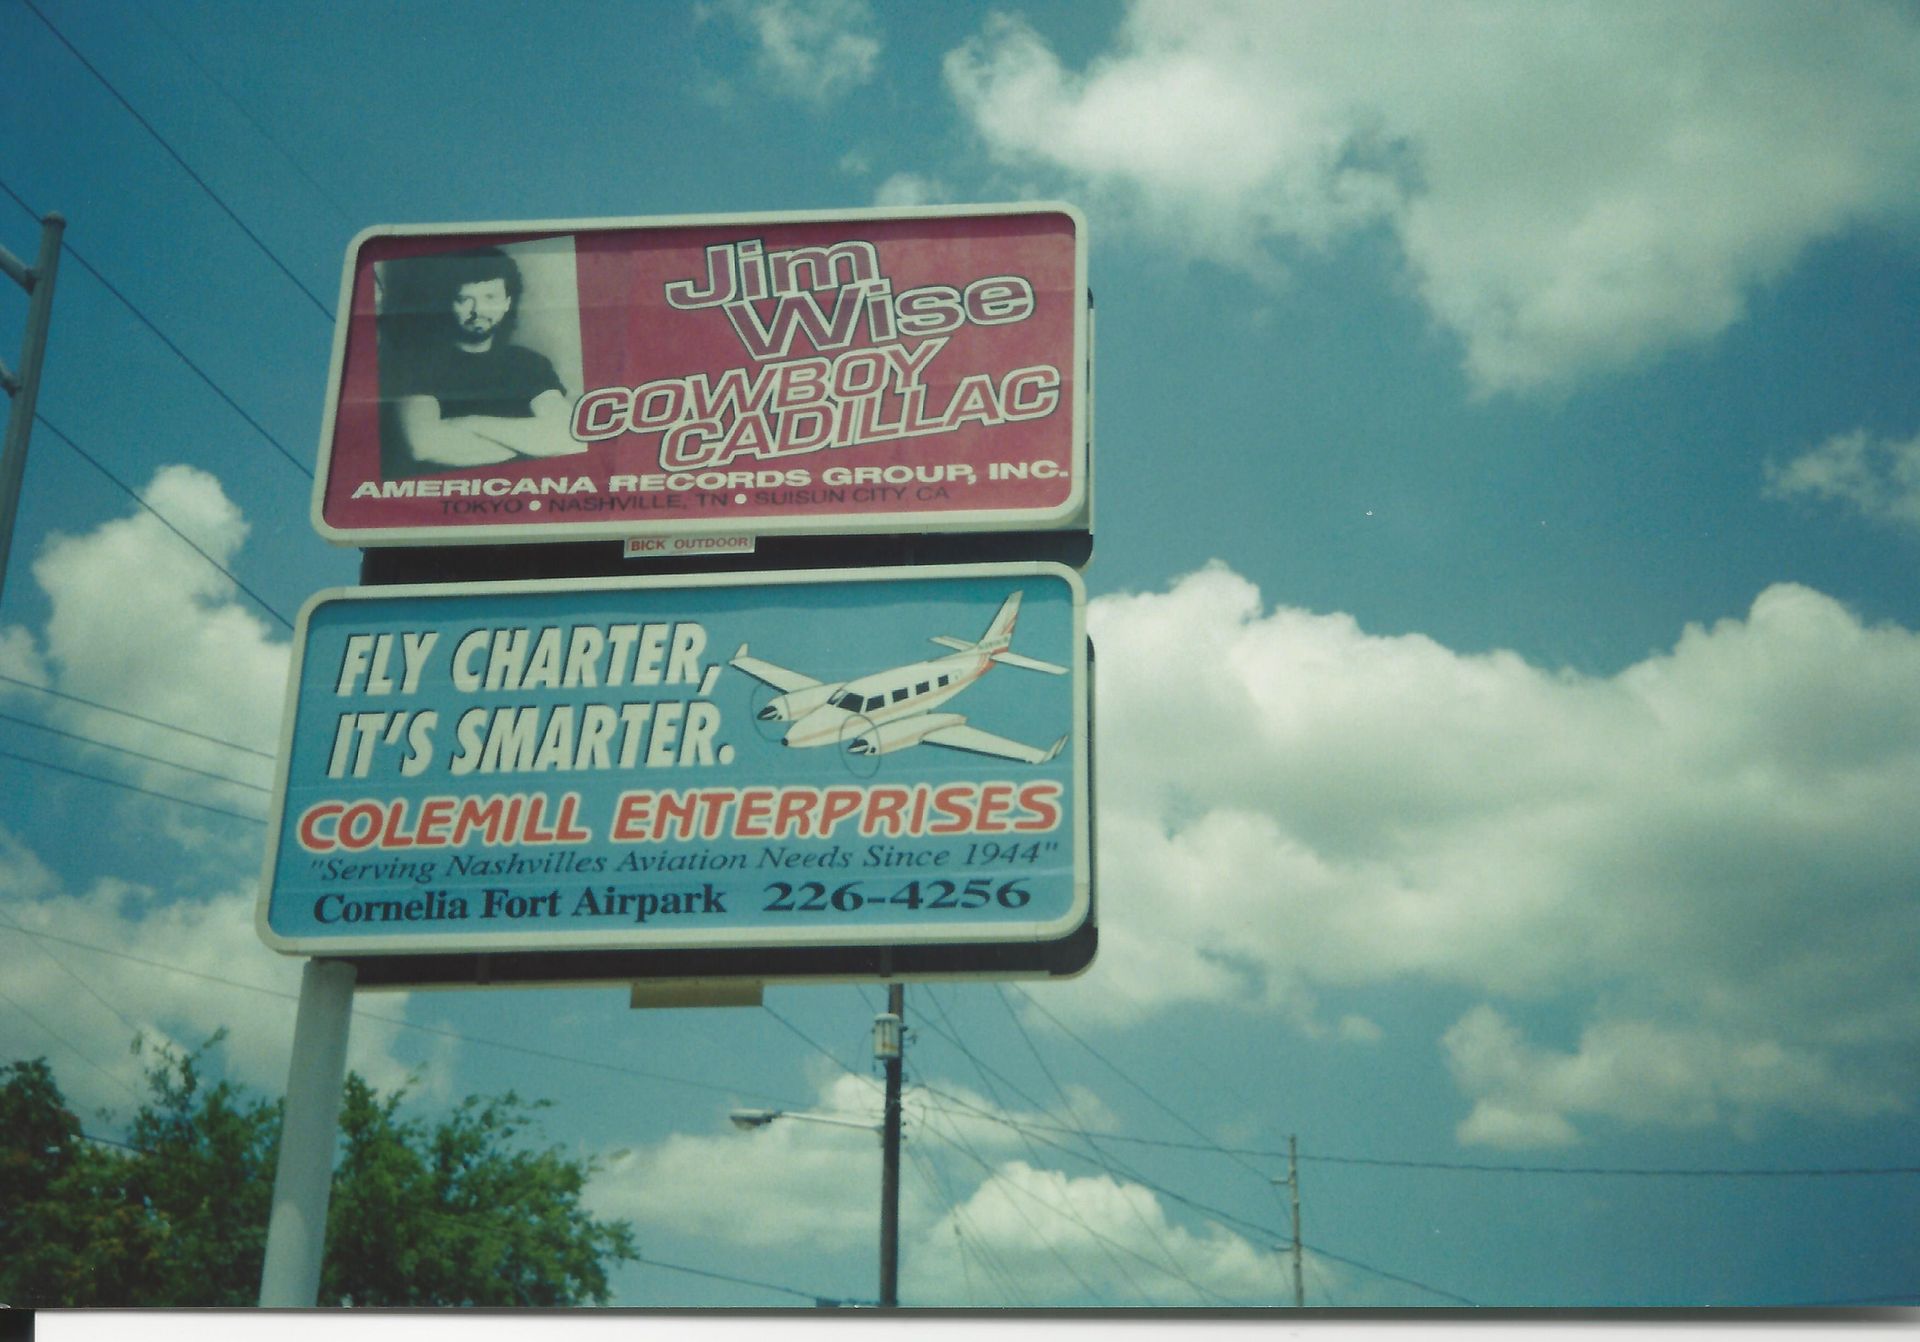 Jim
Wise
COWBOY
CADILLAC
AMERICANA RECORDS GROUP, INC.
TOKYO • NASHVILLE, TN • SUISUN CITY, CA
BICK OUTDOOR
FLY CHARTER,
IT'S SMARTER.
COLEMILL ENTERPRISES
"Serving Nashvilles Aviation Needs Since 1944"
Cornelia Fort Airpark 226-4256